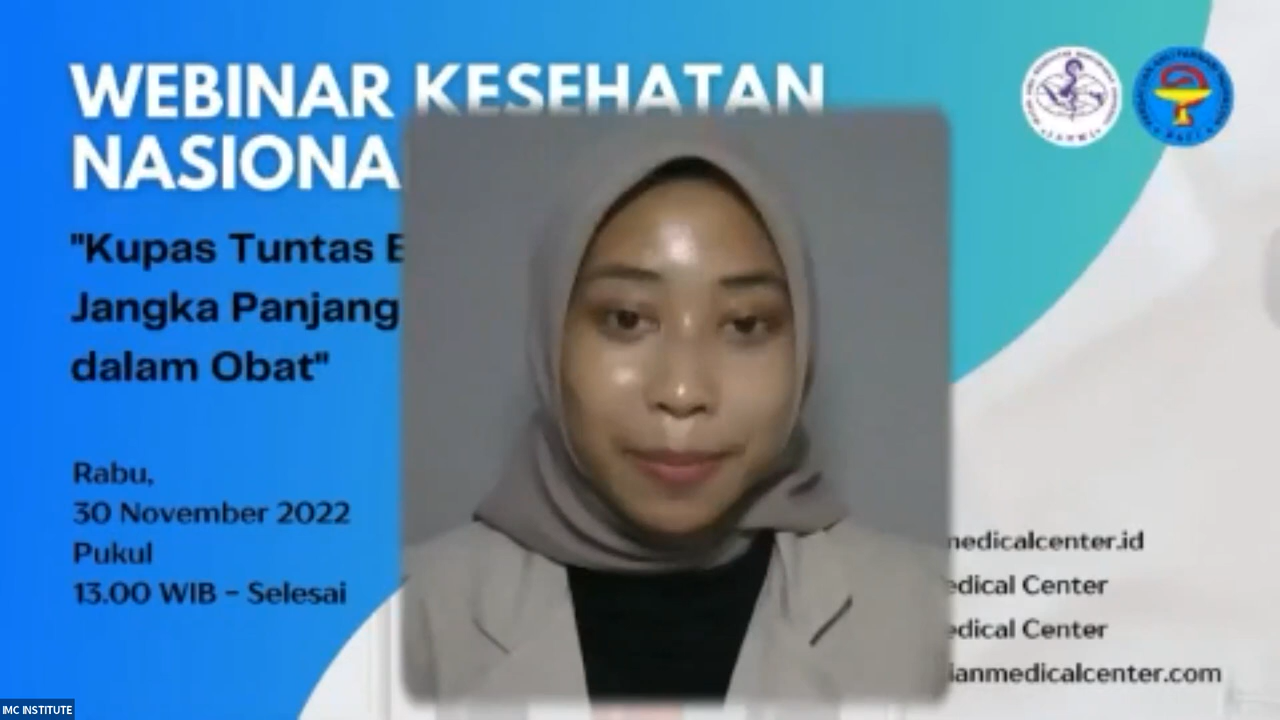 WEBINAR KESEHATAN
NASIONA
"Kupas Tuntas E
Jangka Panjang
dalam Obat"
Rabu,
30 November 2022
Pukul
13.00 WIB - Selesai
medicalcenter.id
edical Center
edical Center
ianmedicalcenter.com
IMC INSTITUTE